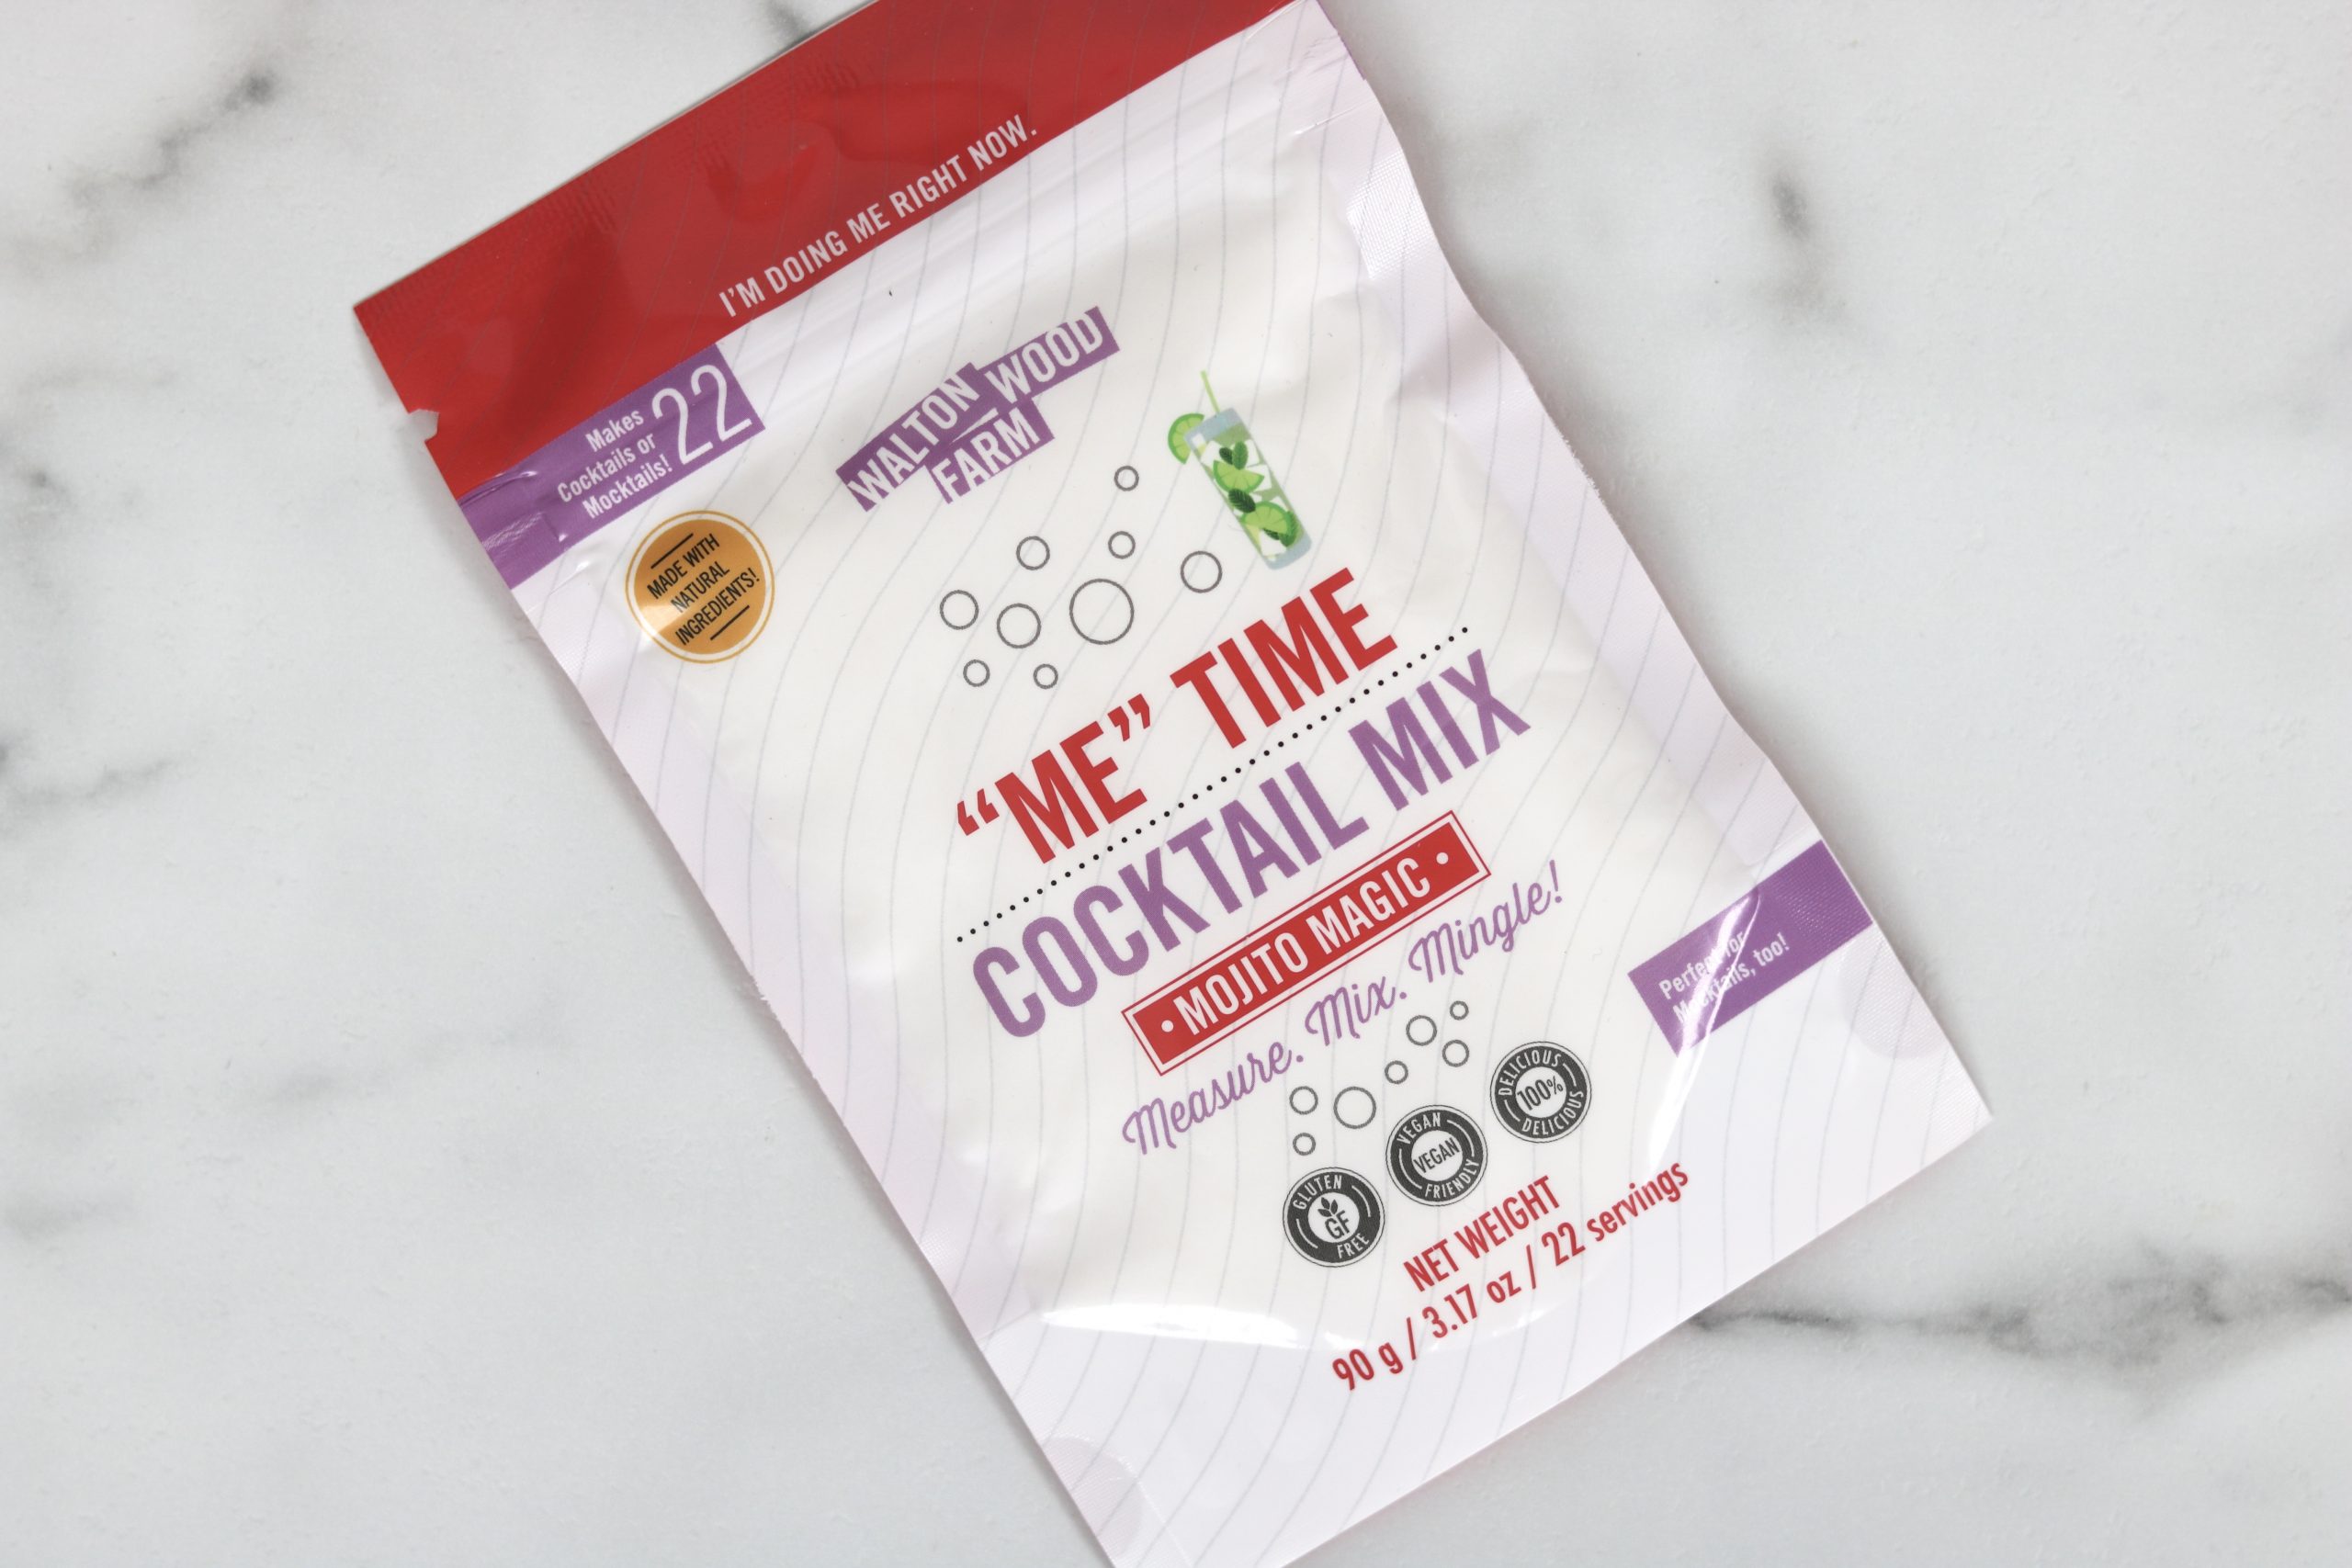 I'M DOING ME RIGHT NOW.
Makes
Cocktails or
Mocktails!
22
WALTON WOOD
FARM
MADE WITH
NATURAL
INGREDIENTS!
“ME” TIME
COCKTAIL MIX
• MOJITO MAGIC •
Measure. Mix. Mingle!
Perfect for
Mocktails, too!
GLUTEN
GF
FREE
VEGAN
VEGAN
FRIENDLY
DELICIOUS
100%
DELICIOUS
NET WEIGHT
90 g / 3.17 oz / 22 servings